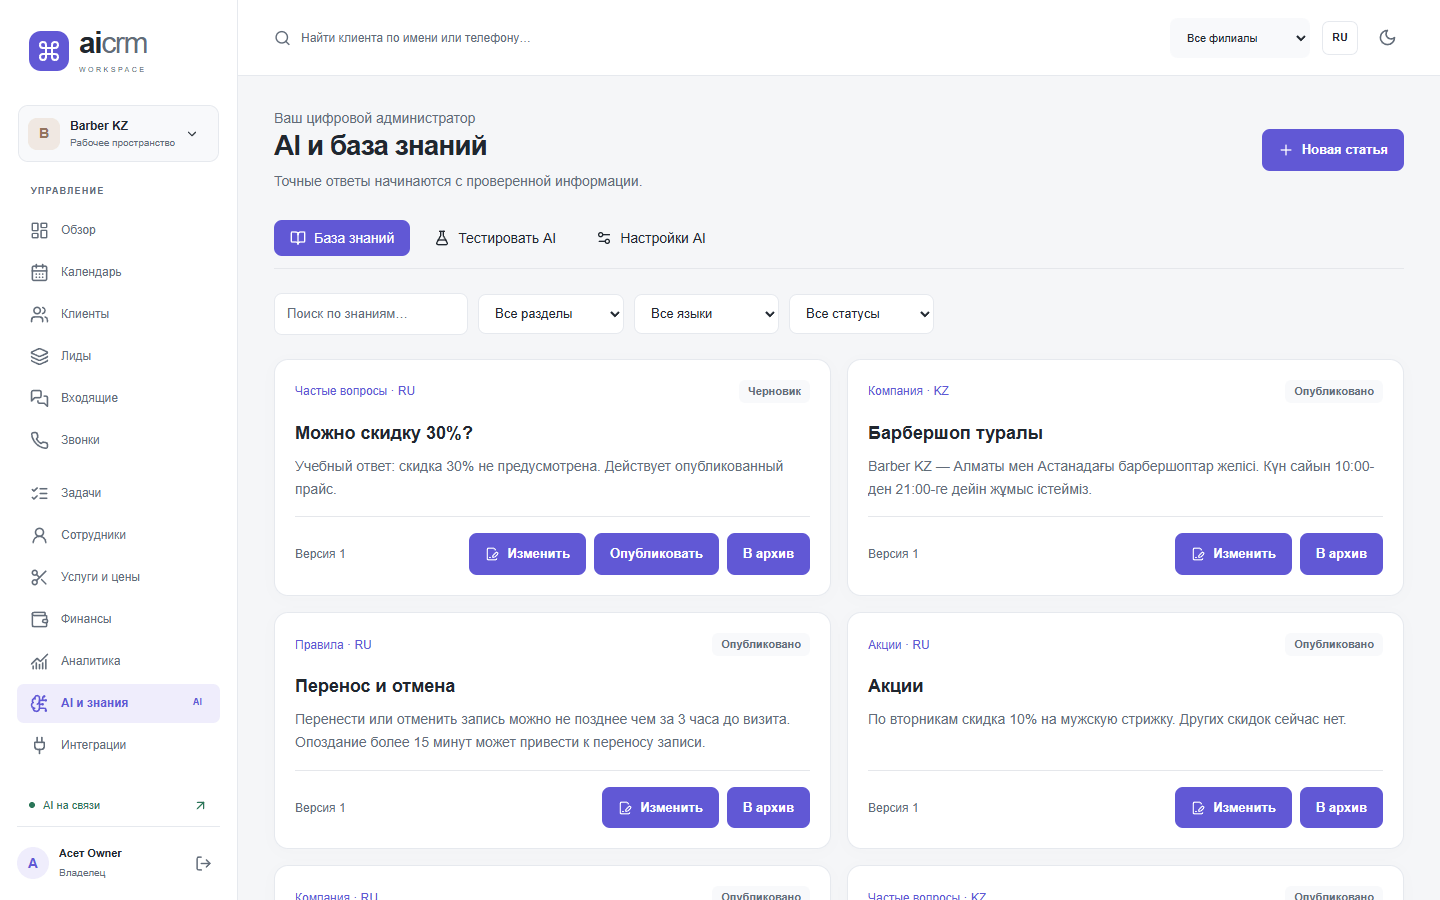 aicrm
WORKSPACE
Найти клиента по имени или телефону...
Все филиалы
RU
B
Barber KZ
Рабочее пространство
УПРАВЛЕНИЕ
Обзор
Календарь
Клиенты
Лиды
Входящие
Звонки
Задачи
Сотрудники
Услуги и цены
Финансы
Аналитика
AI и знания
AI
Интеграции
AI на связи
A
Асет Owner
Владелец
Ваш цифровой администратор
AI и база знаний
Точные ответы начинаются с проверенной информации.
Новая статья
База знаний
Тестировать AI
Настройки AI
Поиск по знаниям...
Все разделы
Все языки
Все статусы
Частые вопросы · RU
Черновик
Можно скидку 30%?
Учебный ответ: скидка 30% не предусмотрена. Действует опубликованный
прайс.
Версия 1
Изменить
Опубликовать
В архив
Компания · KZ
Опубликовано
Барбершоп туралы
Barber KZ — Алматы мен Астанадағы барбершоптар желісі. Күн сайын 10:00-
ден 21:00-ге дейін жұмыс істейміз.
Версия 1
Изменить
В архив
Правила · RU
Опубликовано
Перенос и отмена
Перенести или отменить запись можно не позднее чем за 3 часа до визита.
Опоздание более 15 минут может привести к переносу записи.
Версия 1
Изменить
В архив
Акции · RU
Опубликовано
Акции
По вторникам скидка 10% на мужскую стрижку. Других скидок сейчас нет.
Версия 1
Изменить
В архив
Компания · RU
Опубликовано
Частые вопросы · KZ
Опубликовано